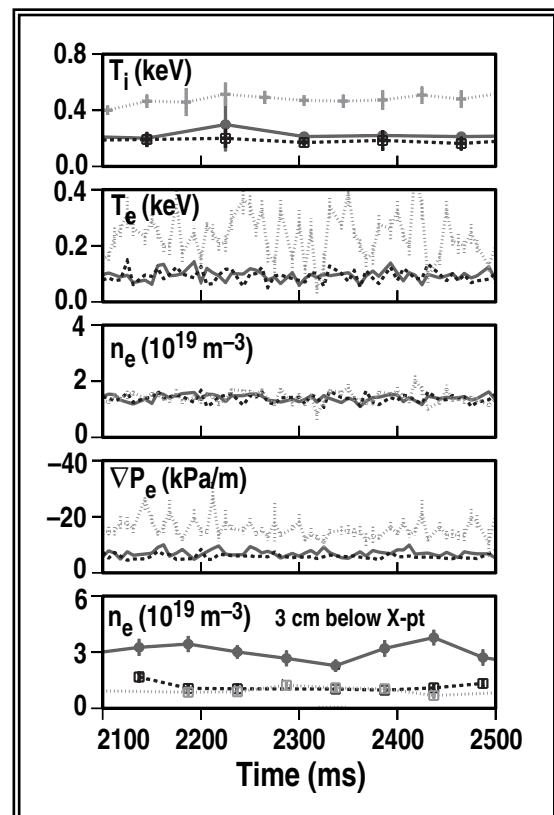 0.8
T_i (keV)
0.4
0.0
0.4
T_e (keV)
0.2
0.0
4
n_e (10^19 m^–3)
2
0
–40
∇P_e (kPa/m)
–20
0
6
n_e (10^19 m^–3) 3 cm below X-pt
3
0
2100 2200 2300 2400 2500
Time (ms)